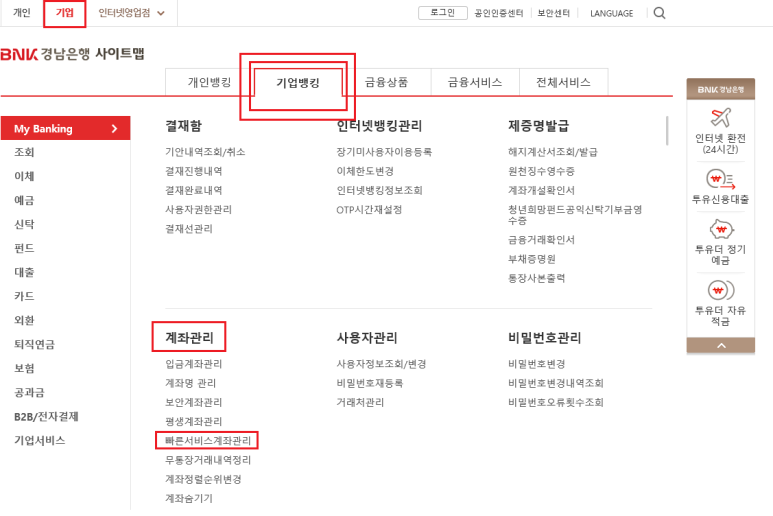 개인
기업
인터넷영업점
로그인
공인인증센터
보안센터
LANGUAGE
BNK 경남은행 사이트맵
개인뱅킹
기업뱅킹
금융상품
금융서비스
전체서비스
My Banking
조회
이체
예금
신탁
펀드
대출
카드
외환
퇴직연금
보험
공과금
B2B/전자결제
기업서비스
결재함
기안내역조회/취소
결재진행내역
결재완료내역
사용자권한관리
결재선관리
인터넷뱅킹관리
장기미사용자이용등록
이체한도변경
인터넷뱅킹정보조회
OTP시간재설정
제증명발급
해지계산서조회/발급
원천징수영수증
계좌개설확인서
청년희망펀드공익신탁기부금영
수증
금융거래확인서
부채증명원
통장사본출력
계좌관리
입금계좌관리
계좌명 관리
보안계좌관리
평생계좌관리
빠른서비스계좌관리
무통장거래내역정리
계좌정렬순위변경
계좌숨기기
사용자관리
사용자정보조회/변경
비밀번호재등록
거래처관리
비밀번호관리
비밀번호변경
비밀번호변경내역조회
비밀번호오류횟수조회
BNK 경남은행
인터넷 환전
(24시간)
투유신용대출
투유더 정기
예금
투유더 자유
적금